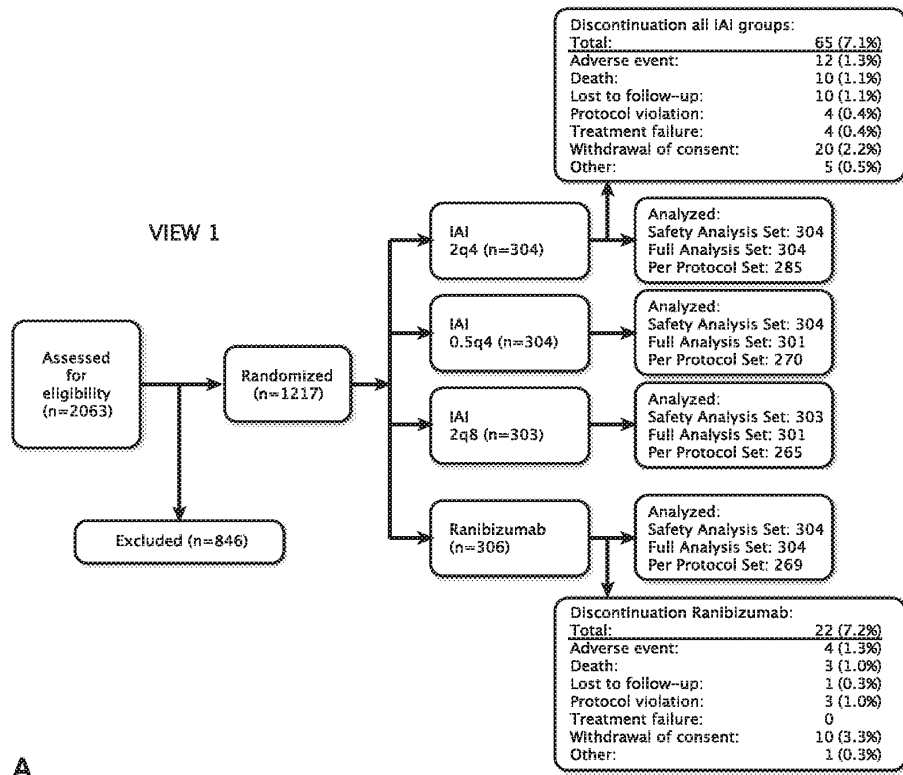 Discontinuation all IAI groups:
Total: 65 (7.1%)
Adverse event: 12 (1.3%)
Death: 10 (1.1%)
Lost to follow-up: 10 (1.1%)
Protocol violation: 4 (0.4%)
Treatment failure: 4 (0.4%)
Withdrawal of consent: 20 (2.2%)
Other: 5 (0.5%)
VIEW 1
IAI
2q4 (n=304)
Analyzed:
Safety Analysis Set: 304
Full Analysis Set: 304
Per Protocol Set: 285
IAI
0.5q4 (n=304)
Analyzed:
Safety Analysis Set: 304
Full Analysis Set: 301
Per Protocol Set: 270
Assessed
for
eligibility
(n=2063)
Randomized
(n=1217)
IAI
2q8 (n=303)
Analyzed:
Safety Analysis Set: 303
Full Analysis Set: 301
Per Protocol Set: 265
Excluded (n=846)
Ranibizumab
(n=306)
Analyzed:
Safety Analysis Set: 304
Full Analysis Set: 304
Per Protocol Set: 269
Discontinuation Ranibizumab:
Total: 22 (7.2%)
Adverse event: 4 (1.3%)
Death: 3 (1.0%)
Lost to follow-up: 1 (0.3%)
Protocol violation: 3 (1.0%)
Treatment failure: 0
Withdrawal of consent: 10 (3.3%)
Other: 1 (0.3%)
A